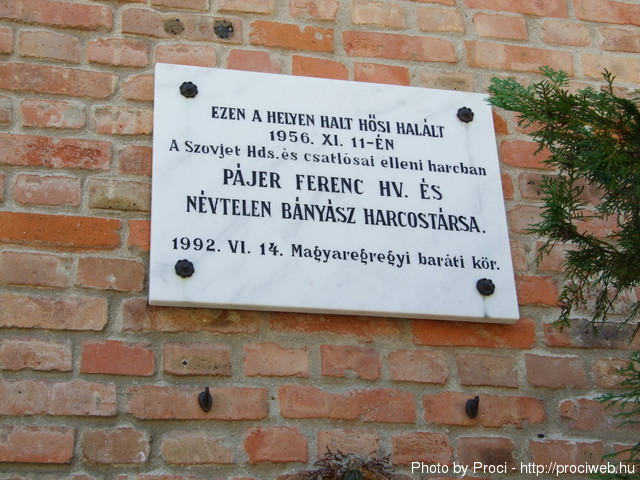 EZEN A HELYEN HALT HŐSI HALÁLT
1956. XI. 11-ÉN
A Szovjet Hds. és csatlósai elleni harcban
PÁJER FERENC HV. ÉS
NÉVTELEN BÁNYÁSZ HARCOSTÁRSA.
1992. VI. 14. Magyaregregyi baráti kör.
Photo by Proci - http://prociweb.hu